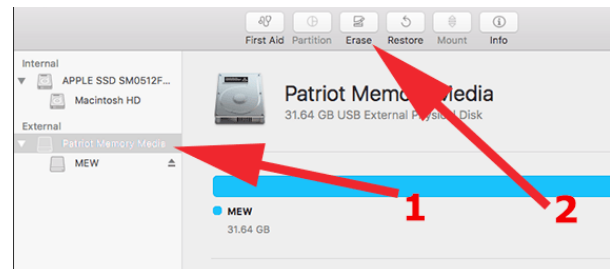 First Aid Partition Erase Restore Mount Info
Internal
APPLE SSD SM0512F...
Macintosh HD
External
Patriot Memory Media
MEW
Patriot Memory Media
31.64 GB USB External Physical Disk
1
2
MEW
31.64 GB